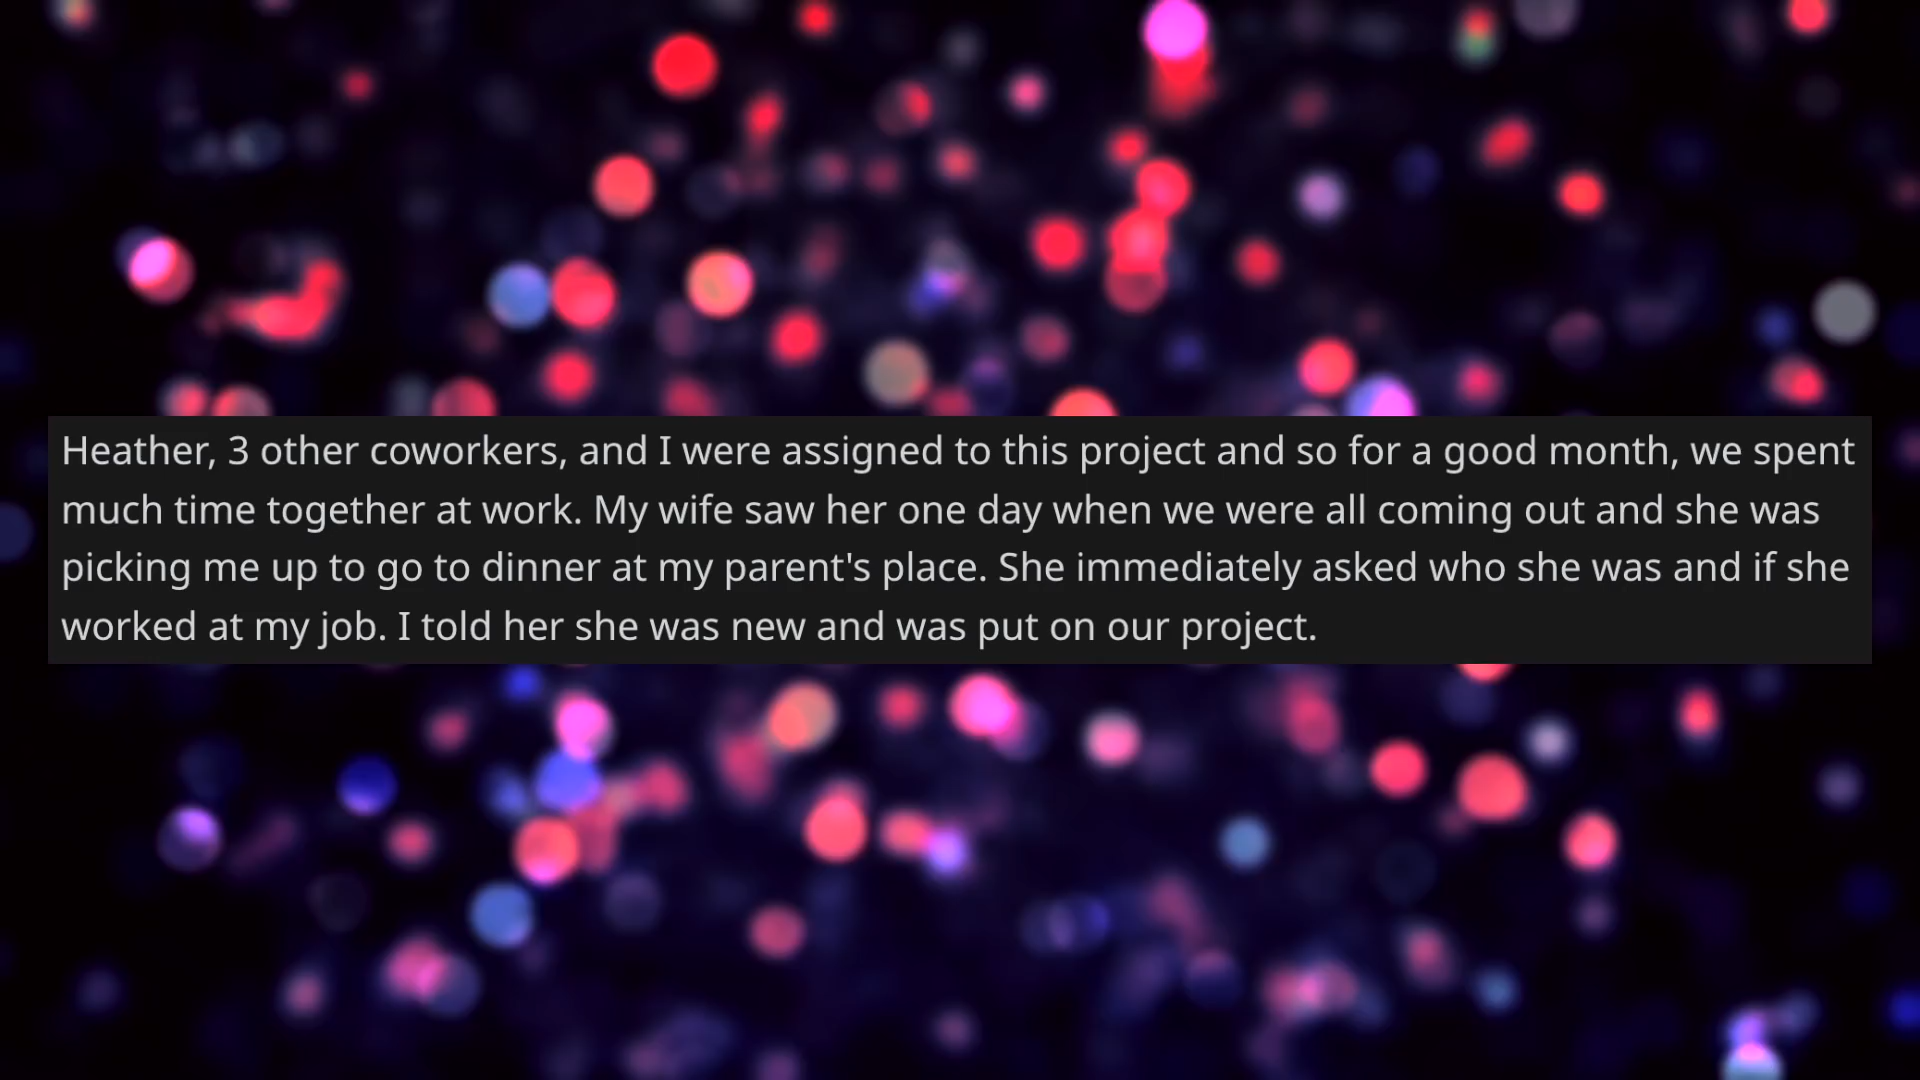 Heather, 3 other coworkers, and I were assigned to this project and so for a good month, we spent
much time together at work. My wife saw her one day when we were all coming out and she was
picking me up to go to dinner at my parent's place. She immediately asked who she was and if she
worked at my job. I told her she was new and was put on our project.